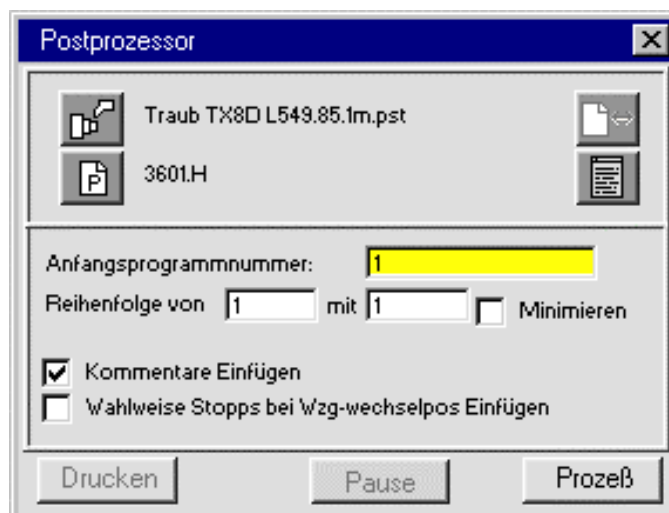 Postprozessor
Traub TX8D L549.85.1m.pst
P
3601.H
Anfangsprogrammnummer: 1
Reihenfolge von 1 mit 1 Minimieren
Kommentare Einfügen
Wahlweise Stopps bei Wzg-wechselpos Einfügen
Drucken Pause Prozeß